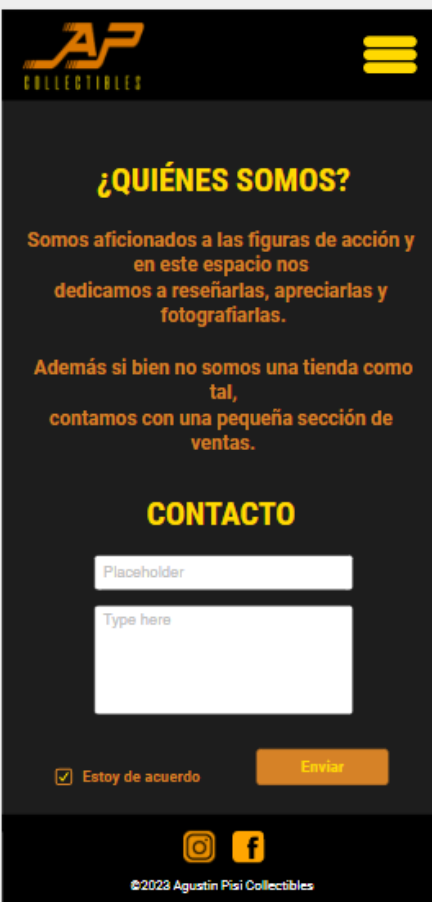 AP
COLLECTIBLES
¿QUIÉNES SOMOS?
Somos aficionados a las figuras de acción y
en este espacio nos
dedicamos a reseñarlas, apreciarlas y
fotografiarlas.
Además si bien no somos una tienda como
tal,
contamos con una pequeña sección de
ventas.
CONTACTO
Placeholder
Type here
Estoy de acuerdo
Enviar
©2023 Agustin Pisi Collectibles